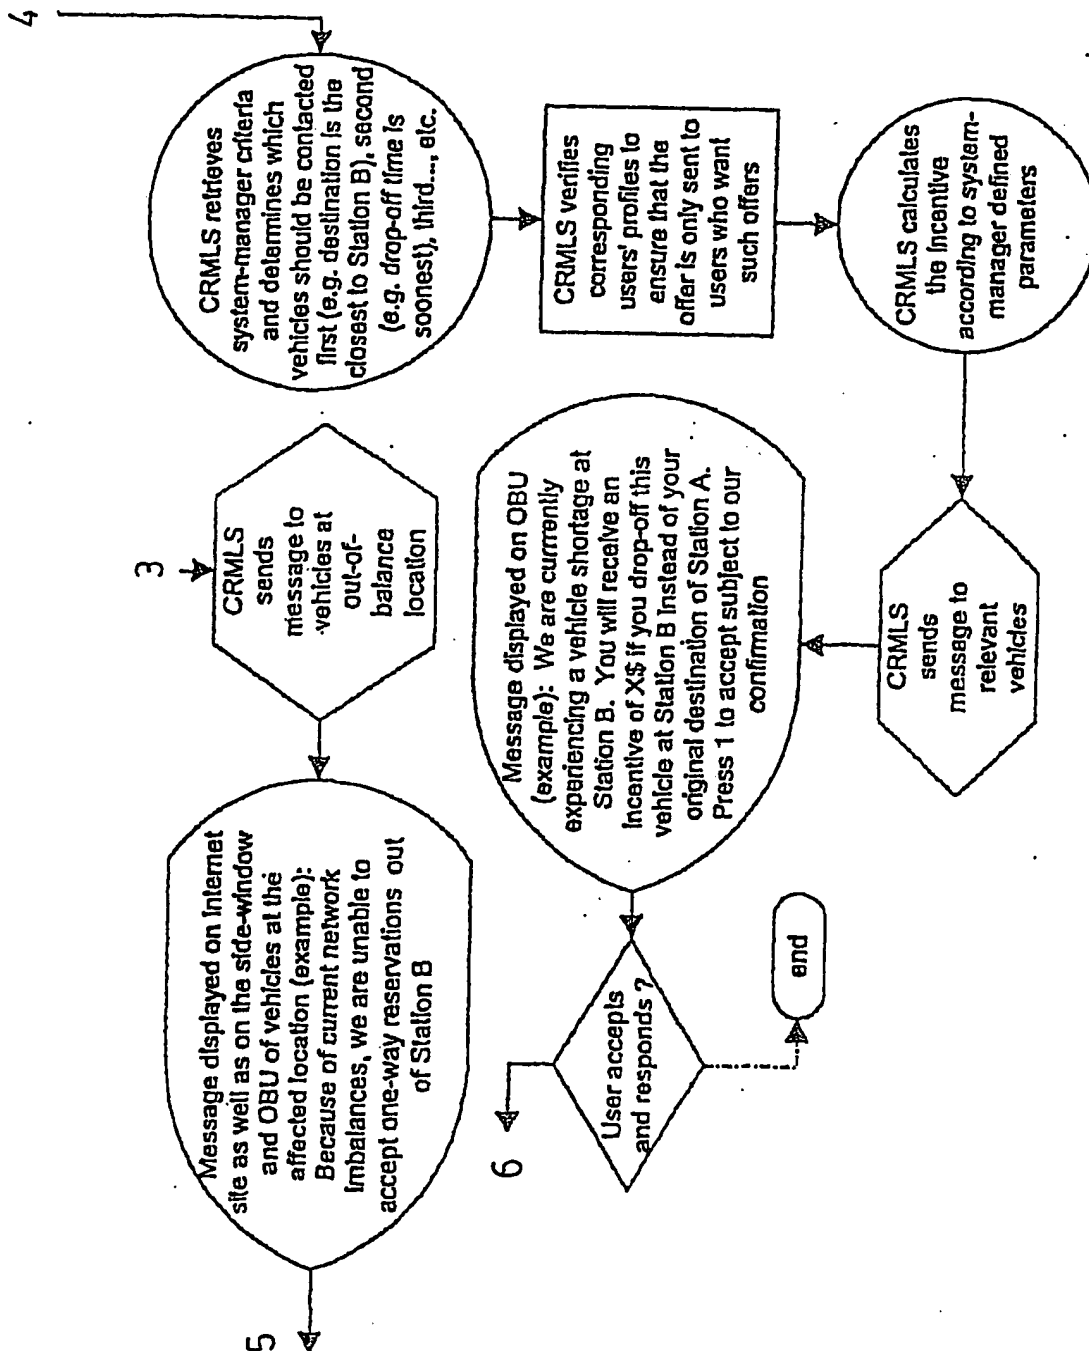 4
CRMLS retrieves
system-manager criteria
and determines which
vehicles should be contacted
first (e.g. destination is the
closest to Station B), second
(e.g. drop-off time is
soonest), third..., etc.
CRMLS verifies
corresponding
users' profiles to
ensure that the
offer is only sent to
users who want
such offers
CRMLS calculates
the Incentive
according to system-
manager defined
parameters
CRMLS
sends
message to
relevant
vehicles
Message displayed on OBU
(example): We are currently
experiencing a vehicle shortage at
Station B. You will receive an
Incentive of X$ if you drop-off this
vehicle at Station B Instead of your
original destination of Station A.
Press 1 to accept subject to our
confirmation
User accepts
and responds ?
end
6
3
CRMLS
sends
message to
vehicles at
out-of-
balance
location
Message displayed on Internet
site as well as on the side-window
and OBU of vehicles at the
affected location (example):
Because of current network
Imbalances, we are unable to
accept one-way reservations out
of Station B
5